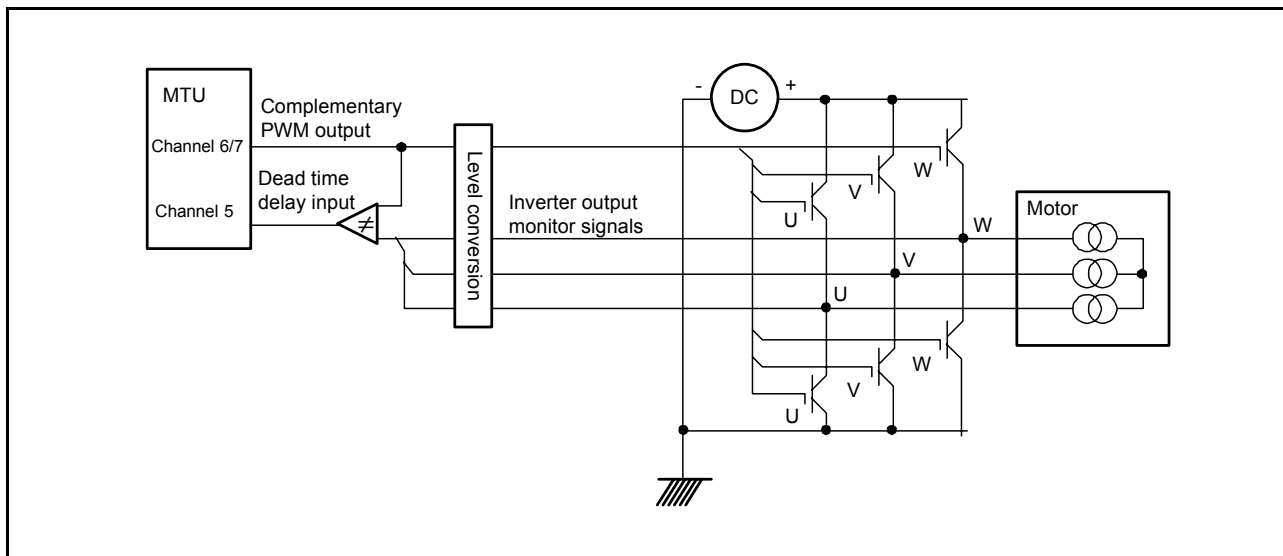 MTU
Complementary
PWM output
Channel 6/7
Dead time
delay input
Channel 5
≠
Level conversion
Inverter output
monitor signals
- DC +
W
V
U
W
V
U
W
V
U
Motor